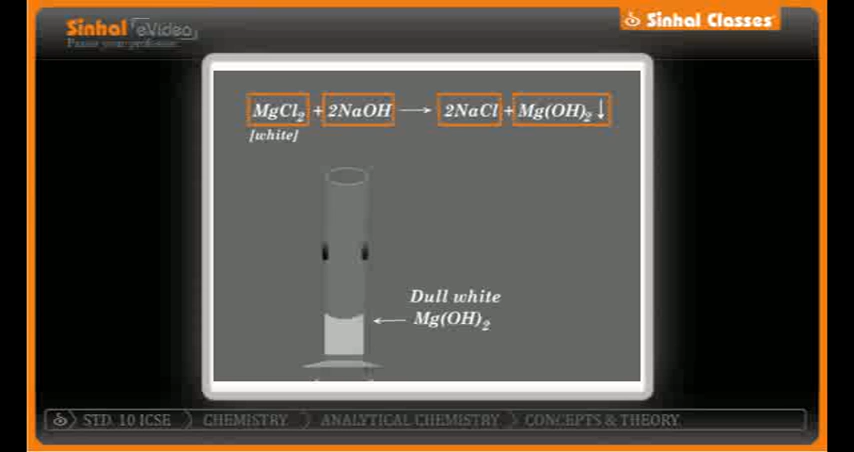 Sinhal eVideo
Sinhal Classes
MgCl₂ + 2NaOH → 2NaCl + Mg(OH)₂ ↓
[white]
Dull white
Mg(OH)₂
STD. 10 ICSE 〉 CHEMISTRY 〉 ANALYTICAL CHEMISTRY 〉 CONCEPTS & THEORY